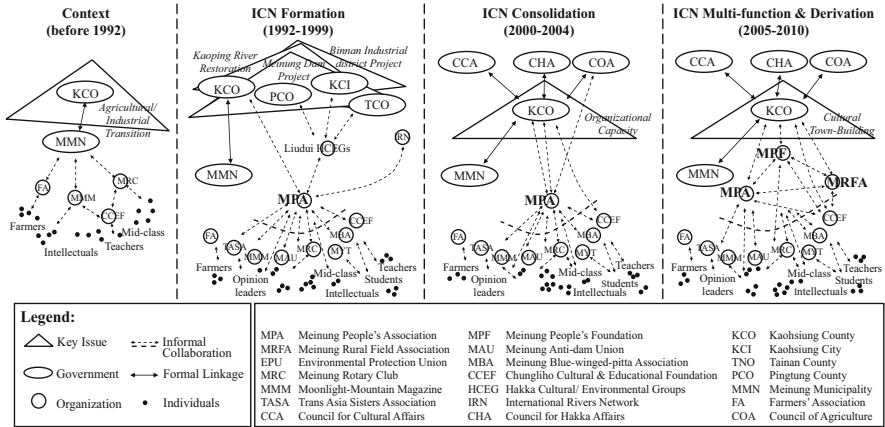 Context
(before 1992)
KCO
Agricultural/
Industrial
Transition
MMN
FA
MMM
MRC
CCEF
Farmers
Mid-class
Teachers
Intellectuals
ICN Formation
(1992-1999)
Kaoping River
Restoration
Meinung Dam
Project
Binnan Industrial
district Project
KCO
PCO
KCI
TCO
Liudui HCEGs
IRN
MMN
MPA
FA
TASA
MMM
MAU
MRC
MYT
MBA
CCEF
Farmers
Opinion
leaders
Mid-class
Intellectuals
Teachers
Students
ICN Consolidation
(2000-2004)
CCA
CHA
COA
KCO
Organizational
Capacity
MMN
MPA
FA
TASA
MMM
MAU
MRC
MYT
MBA
CCEF
Farmers
Opinion
leaders
Mid-class
Intellectuals
Teachers
Students
ICN Multi-function & Derivation
(2005-2010)
CCA
CHA
COA
KCO
Cultural
Town-Building
MPF
MMN
MPA
MRFA
FA
TASA
MMM
MAU
MRC
MYT
MBA
CCEF
Farmers
Opinion
leaders
Mid-class
Intellectuals
Teachers
Students
Legend:
Key Issue
Informal
Collaboration
Government
Formal Linkage
Organization
Individuals
MPA Meinung People's Association
MRFA Meinung Rural Field Association
EPU Environmental Protection Union
MRC Meinung Rotary Club
MMM Moonlight-Mountain Magazine
TASA Trans Asia Sisters Association
CCA Council for Cultural Affairs
MPF Meinung People's Foundation
MAU Meinung Anti-dam Union
MBA Meinung Blue-winged-pitta Association
CCEF Chungliho Cultural & Educational Foundation
HCEG Hakka Cultural/ Environmental Groups
IRN International Rivers Network
CHA Council for Hakka Affairs
KCO Kaohsiung County
KCI Kaohsiung City
TNO Tainan County
PCO Pingtung County
MMN Meinung Municipality
FA Farmers' Association
COA Council of Agriculture